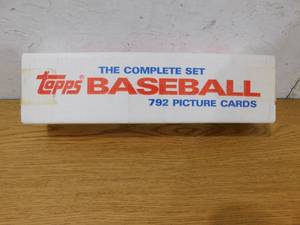 THE COMPLETE SET
Topps BASEBALL
792 PICTURE CARDS